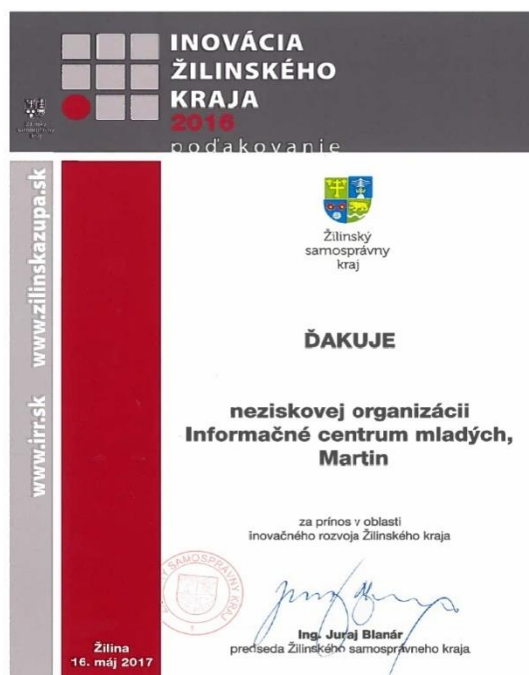 INOVÁCIA
ŽILINSKÉHO
KRAJA
2016
poďakovanie
www.irr.sk www.zilinskazupa.sk
Žilinský
samosprávny
kraj
ĎAKUJE
neziskovej organizácii
Informačné centrum mladých,
Martin
za prínos v oblasti
inovačného rozvoja Žilinského kraja
SAMOSPRÁVNY KRAJ
Ing. Juraj Blanár
predseda Žilinského samosprávneho kraja
Žilina
16. máj 2017